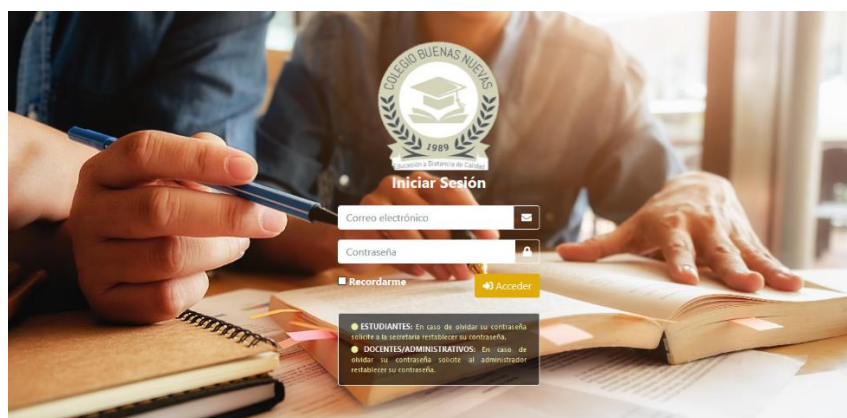 COLEGIO BUENAS NUEVAS
1989
Educación a Distancia de Calidad
Iniciar Sesión
Correo electrónico
Contraseña
Recordarme
Acceder
ESTUDIANTES: En caso de olvidar su contraseña
solicite a la secretaria restablecer su contraseña.
DOCENTES/ADMINISTRATIVOS: En caso de
olvidar su contraseña solicite al administrador
restablecer su contraseña.